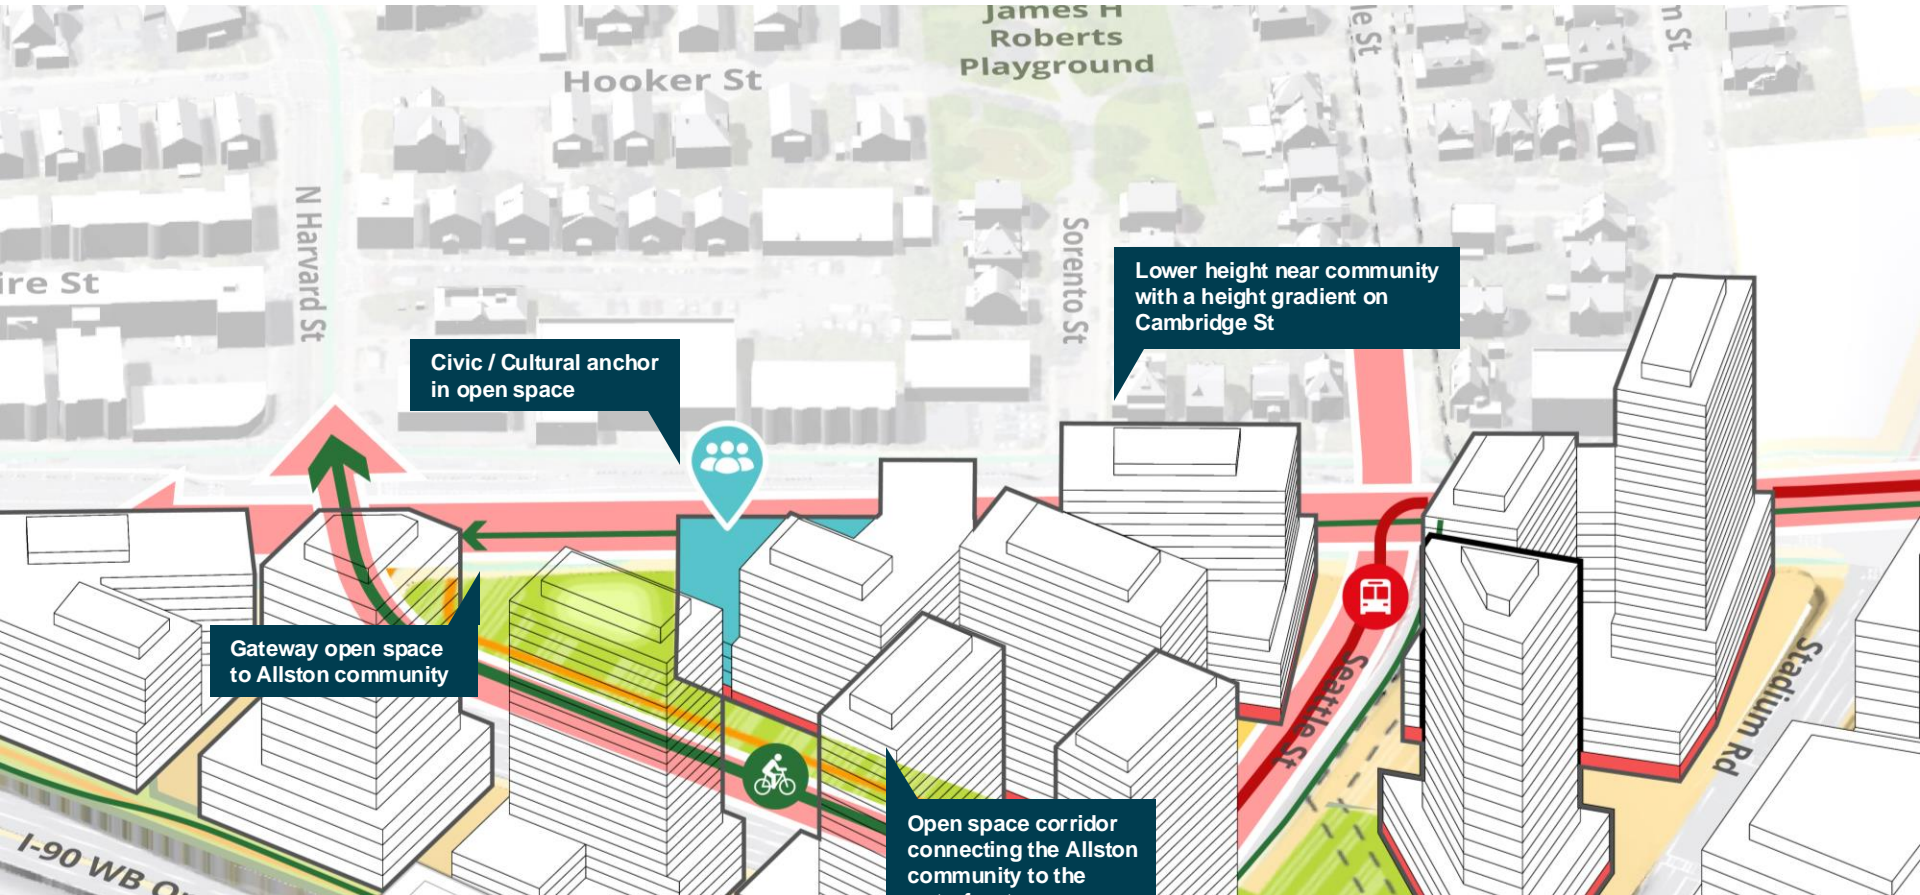 James H
Roberts
Playground
le St
n St
Hooker St
N Harvard St
ire St
Sorento St
Lower height near community
with a height gradient on
Cambridge St
Civic / Cultural anchor
in open space
Gateway open space
to Allston community
Seattle St
Stadium Rd
Open space corridor
connecting the Allston
community to the
I-90 WB